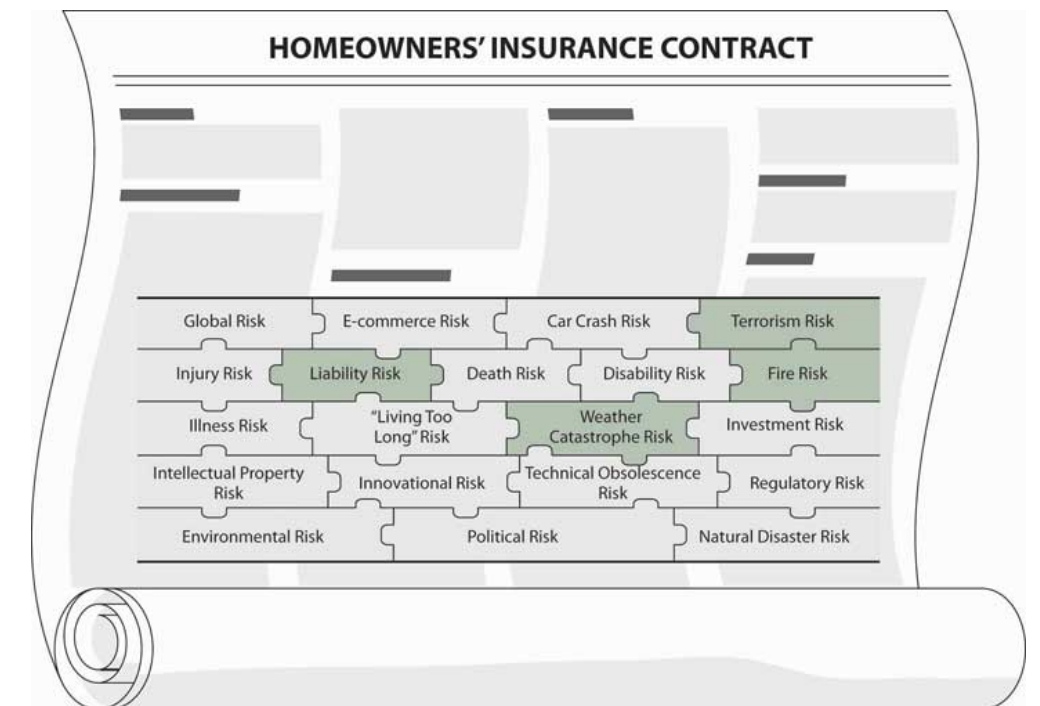 HOMEOWNERS’ INSURANCE CONTRACT
Global Risk
E-commerce Risk
Car Crash Risk
Terrorism Risk
Injury Risk
Liability Risk
Death Risk
Disability Risk
Fire Risk
Illness Risk
“Living Too
Long” Risk
Weather
Catastrophe Risk
Investment Risk
Intellectual Property
Risk
Innovational Risk
Technical Obsolescence
Risk
Regulatory Risk
Environmental Risk
Political Risk
Natural Disaster Risk